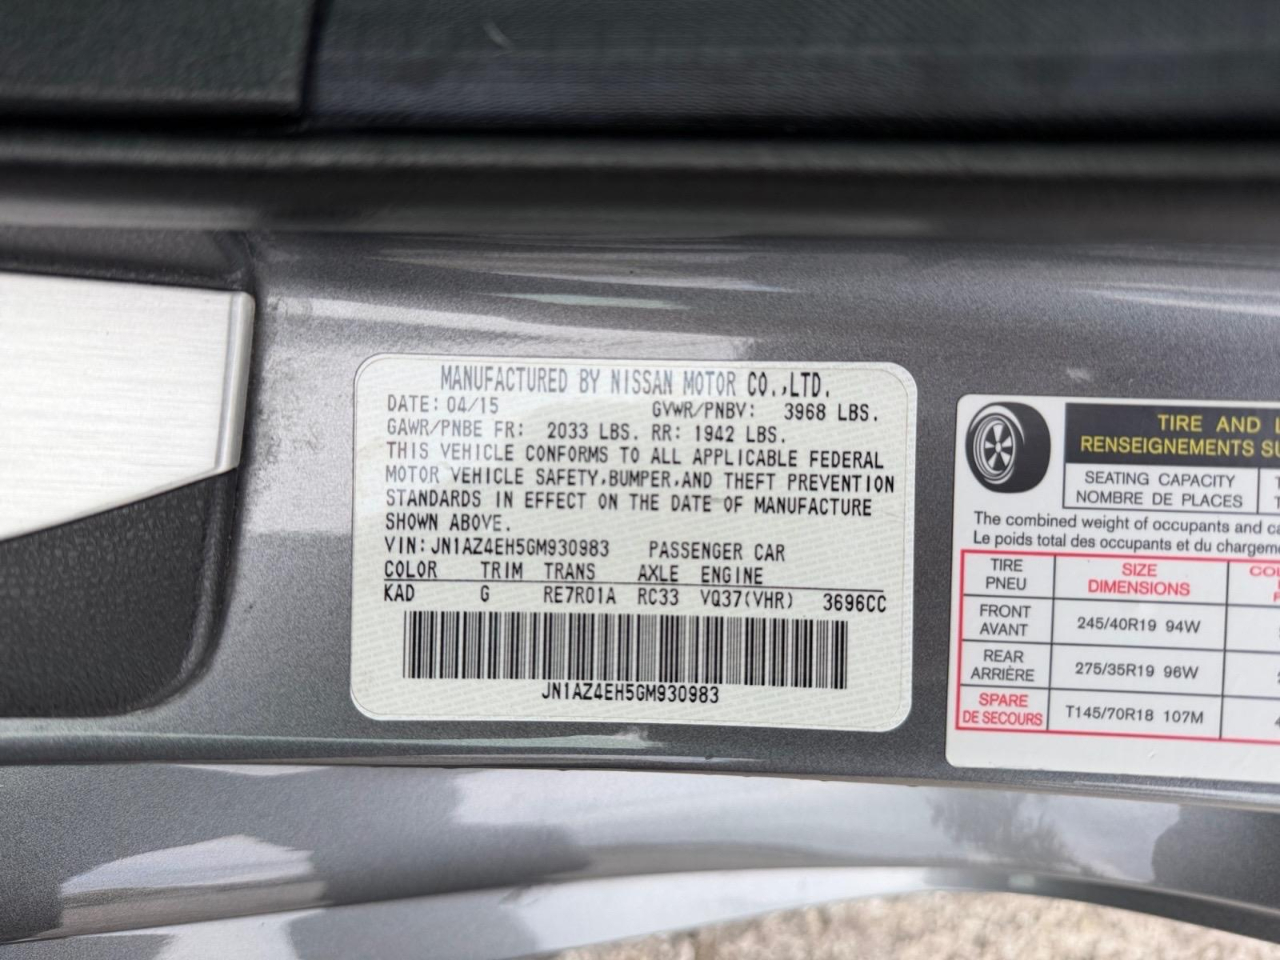 MANUFACTURED BY NISSAN MOTOR CO.,LTD.
DATE: 04/15 GVWR/PNBV: 3968 LBS.
GAWR/PNBE FR: 2033 LBS. RR: 1942 LBS.
THIS VEHICLE CONFORMS TO ALL APPLICABLE FEDERAL
MOTOR VEHICLE SAFETY,BUMPER,AND THEFT PREVENTION
STANDARDS IN EFFECT ON THE DATE OF MANUFACTURE
SHOWN ABOVE.
VIN: JN1AZ4EH5GM930983 PASSENGER CAR
COLOR TRIM TRANS AXLE ENGINE
KAD G RE7R01A RC33 VQ37(VHR) 3696CC
JN1AZ4EH5GM930983
TIRE AND
RENSEIGNEMENTS
SEATING CAPACITY
NOMBRE DE PLACES
The combined weight of occupants and
Le poids total des occupants et du
TIRE
PNEU
SIZE
DIMENSIONS
FRONT
AVANT
245/40R19 94W
REAR
ARRIÈRE
275/35R19 96W
SPARE
DE SECOURS
T145/70R18 107M